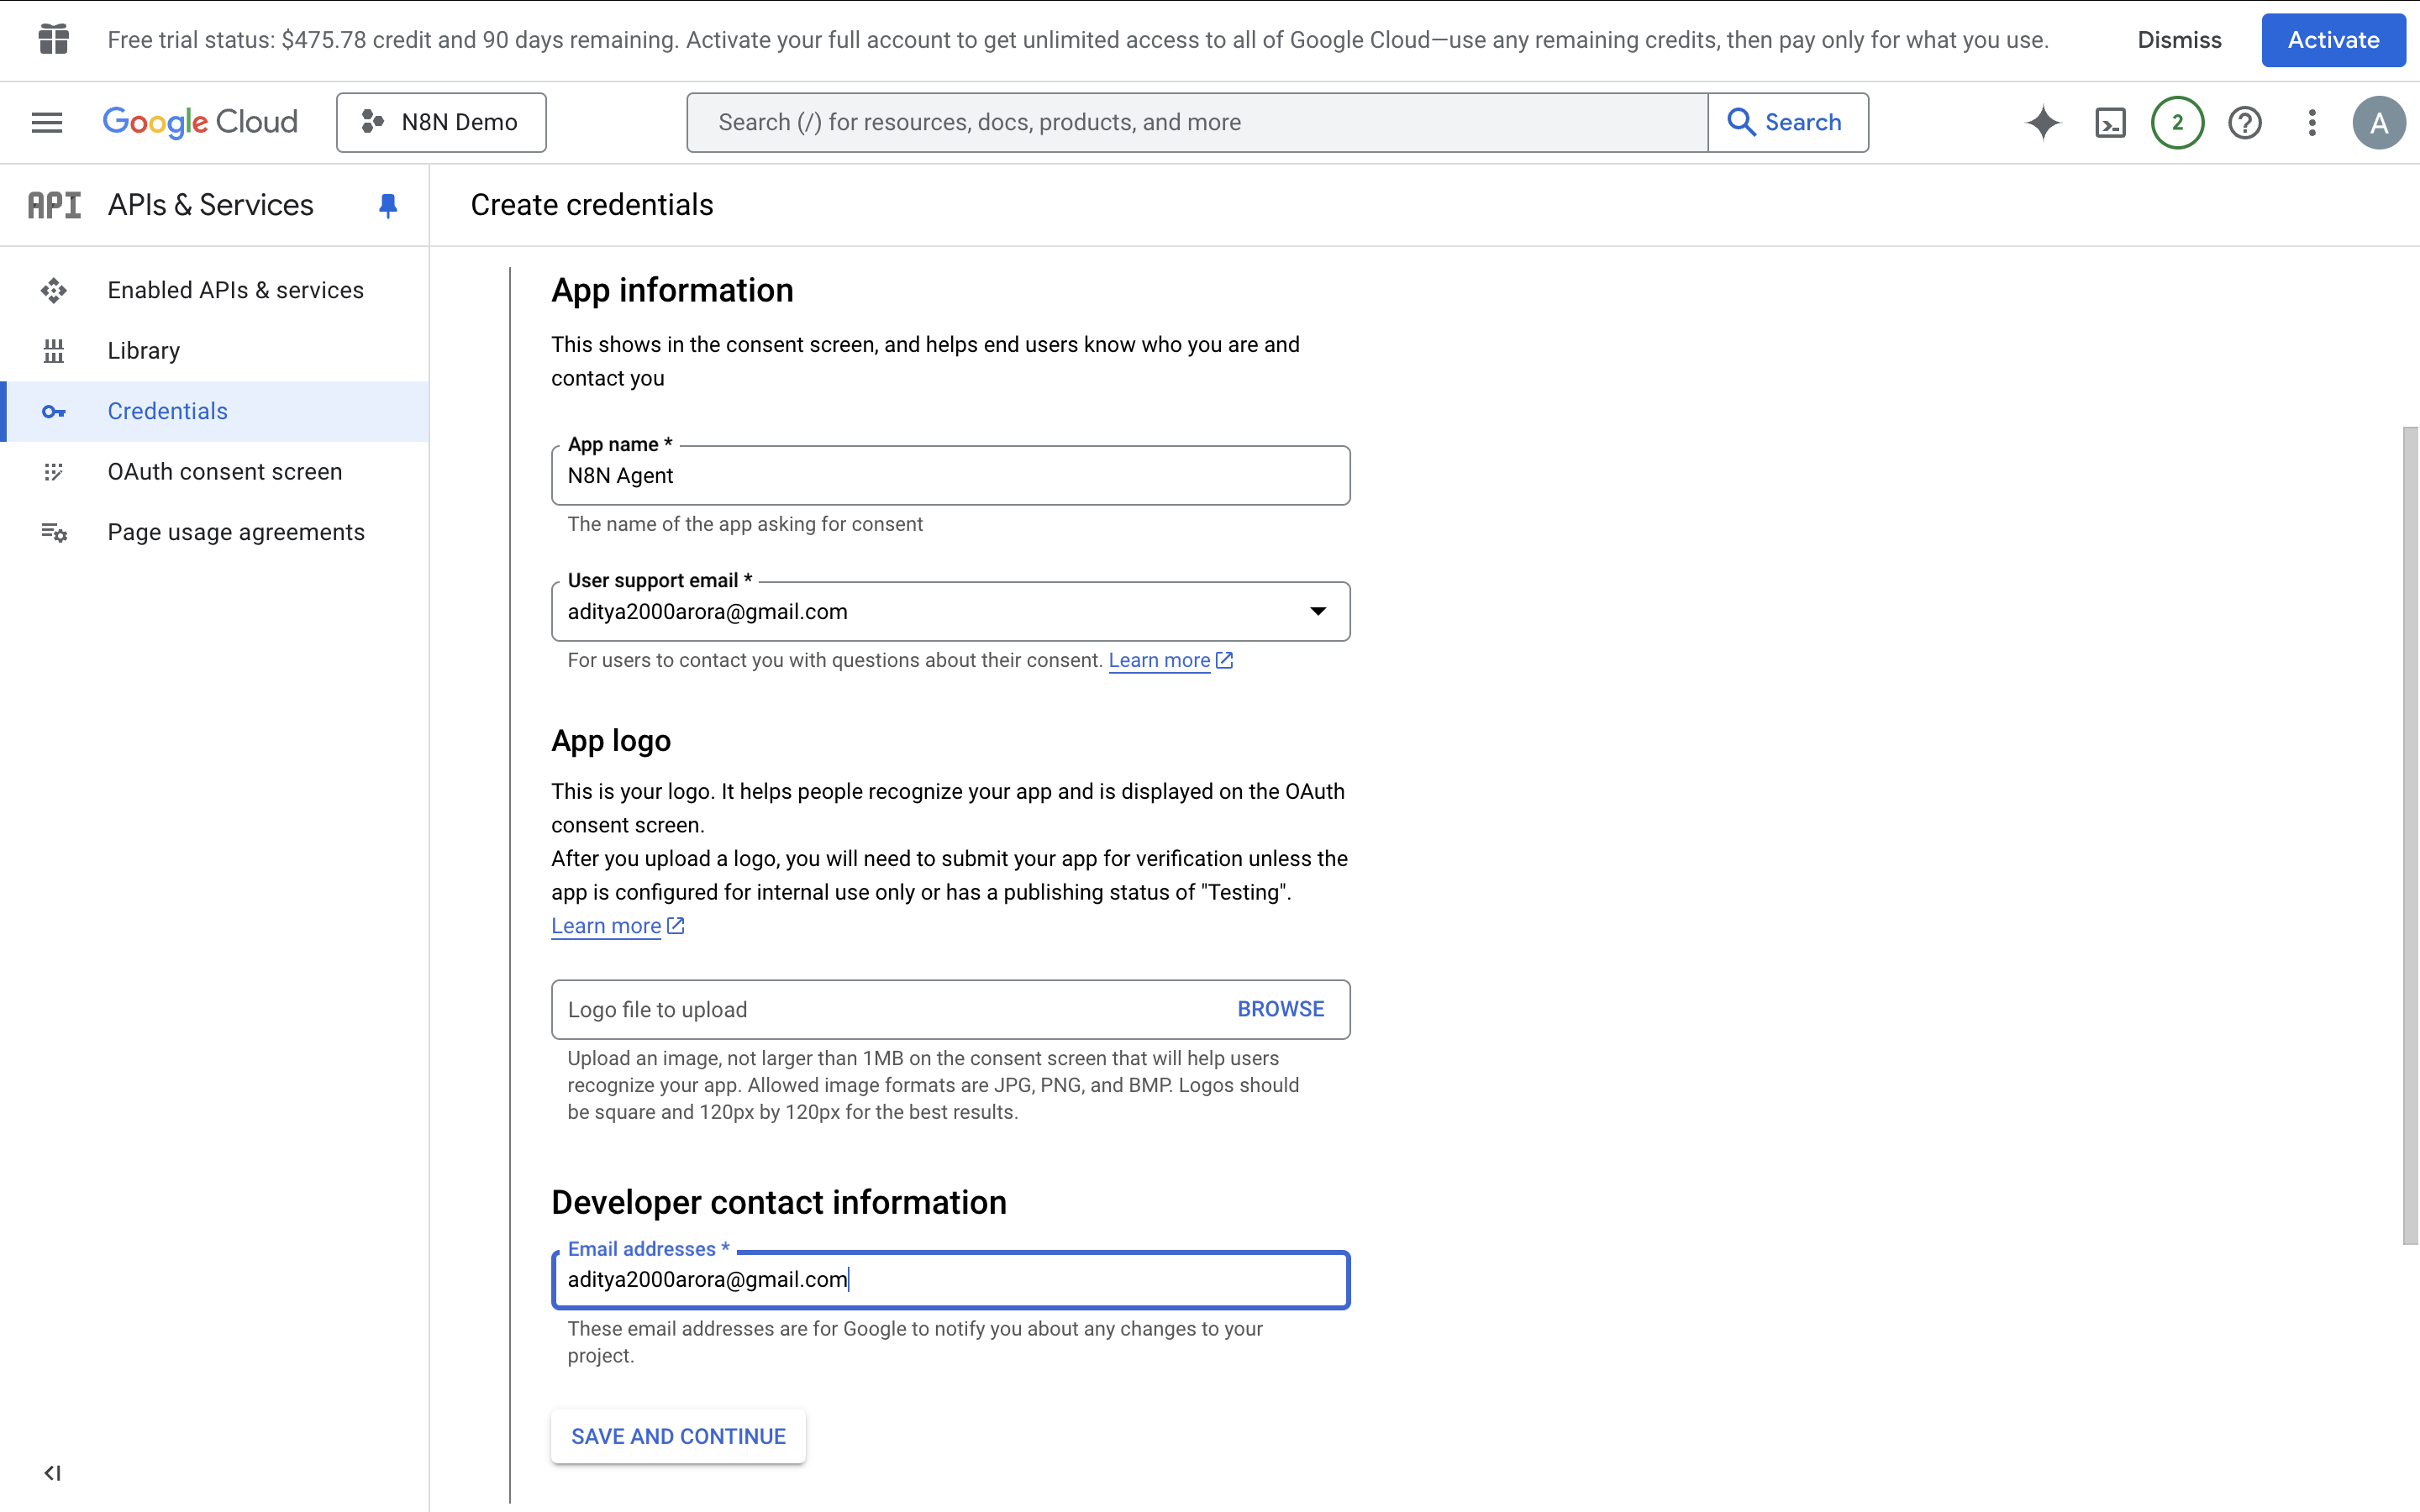 Free trial status: $475.78 credit and 90 days remaining. Activate your full account to get unlimited access to all of Google Cloud—use any remaining credits, then pay only for what you use.
Dismiss
Activate
Google Cloud
N8N Demo
Search (/) for resources, docs, products, and more
Search
2
A
API
APIs & Services
Create credentials
Enabled APIs & services
Library
Credentials
OAuth consent screen
Page usage agreements
App information
This shows in the consent screen, and helps end users know who you are and
contact you
App name *
N8N Agent
The name of the app asking for consent
User support email *
aditya2000arora@gmail.com
For users to contact you with questions about their consent. Learn more
App logo
This is your logo. It helps people recognize your app and is displayed on the OAuth
consent screen.
After you upload a logo, you will need to submit your app for verification unless the
app is configured for internal use only or has a publishing status of "Testing".
Learn more
Logo file to upload
BROWSE
Upload an image, not larger than 1MB on the consent screen that will help users
recognize your app. Allowed image formats are JPG, PNG, and BMP. Logos should
be square and 120px by 120px for the best results.
Developer contact information
Email addresses *
aditya2000arora@gmail.com
These email addresses are for Google to notify you about any changes to your
project.
SAVE AND CONTINUE